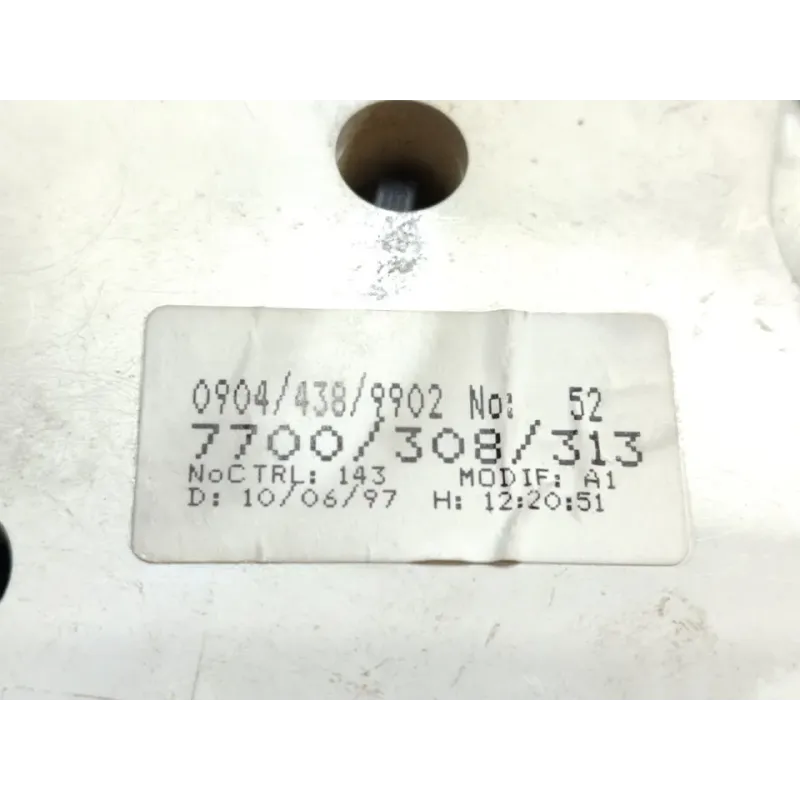 0904/438/9902 No: 52
7700/308/313
NoCTRL: 143 MODIF: A1
D: 10/06/97 H: 12:20:51